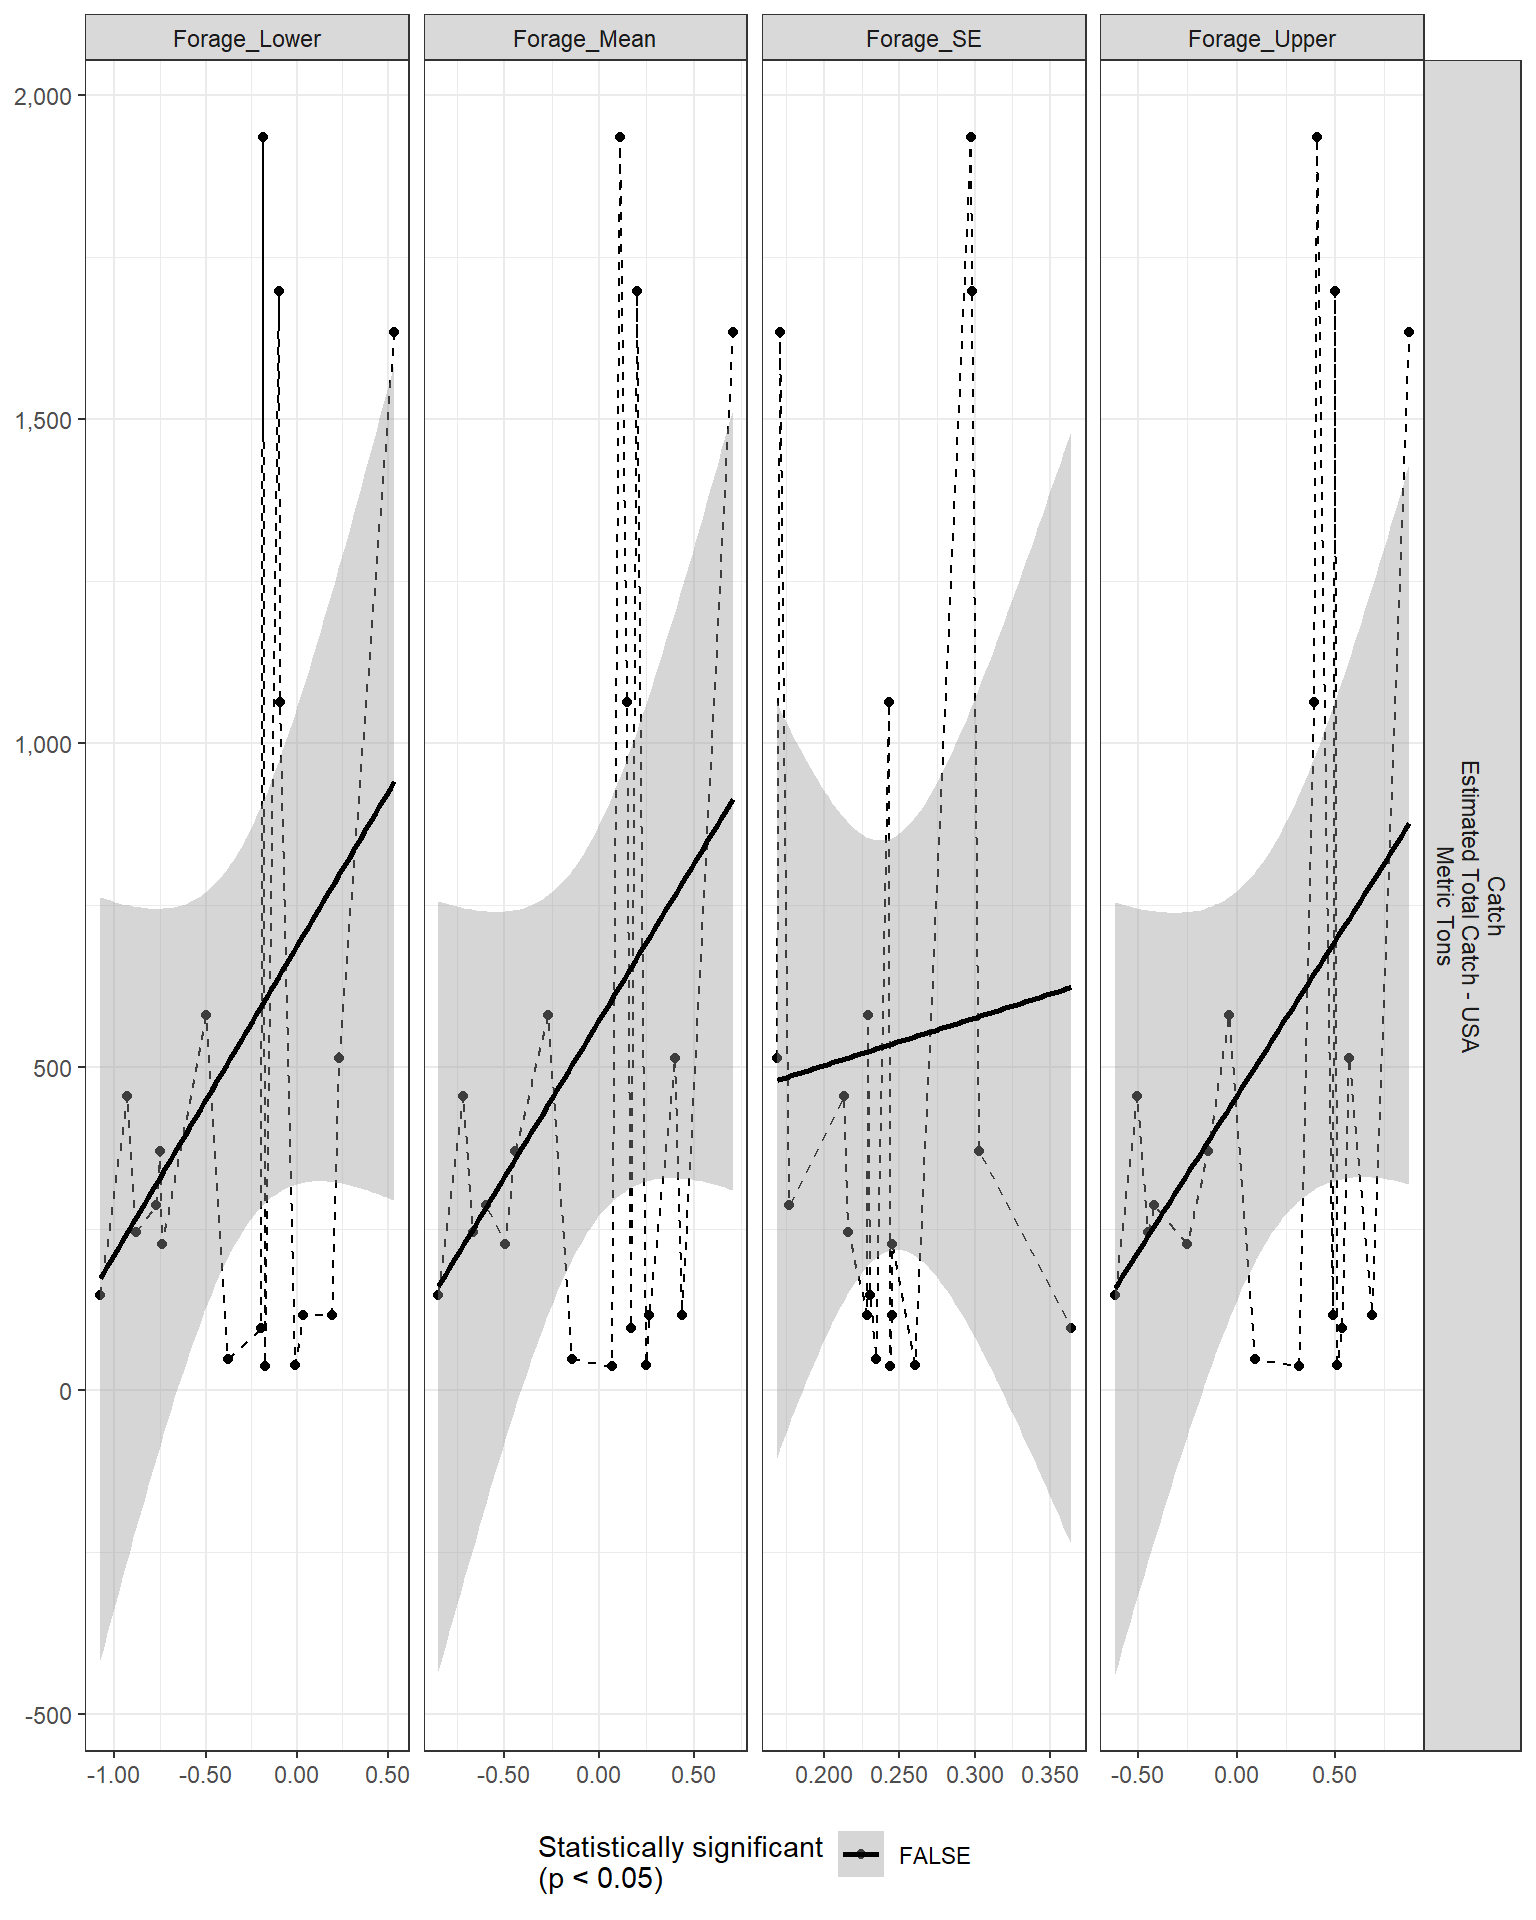 Forage_Lower
Forage_Mean
Forage_SE
Forage_Upper
2,000
1,500
1,000
500
0
-500
Catch
Estimated Total Catch - USA
Metric Tons
-1.00 -0.50 0.00 0.50
-0.50 0.00 0.50
0.200 0.250 0.300 0.350
-0.50 0.00 0.50
Statistically significant
(p < 0.05)
FALSE